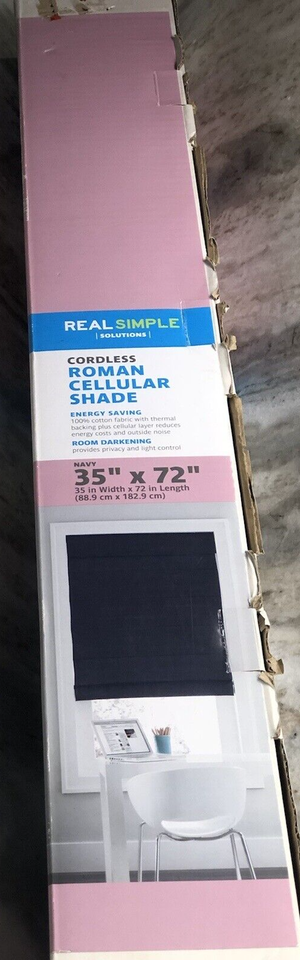 REALSIMPLE
| SOLUTIONS |
CORDLESS
ROMAN
CELLULAR
SHADE
ENERGY SAVING
100% cotton fabric with thermal
backing plus cellular layer reduces
energy costs and outside noise
ROOM DARKENING
provides privacy and light control
NAVY
35" x 72"
35 in Width x 72 in Length
(88.9 cm x 182.9 cm)